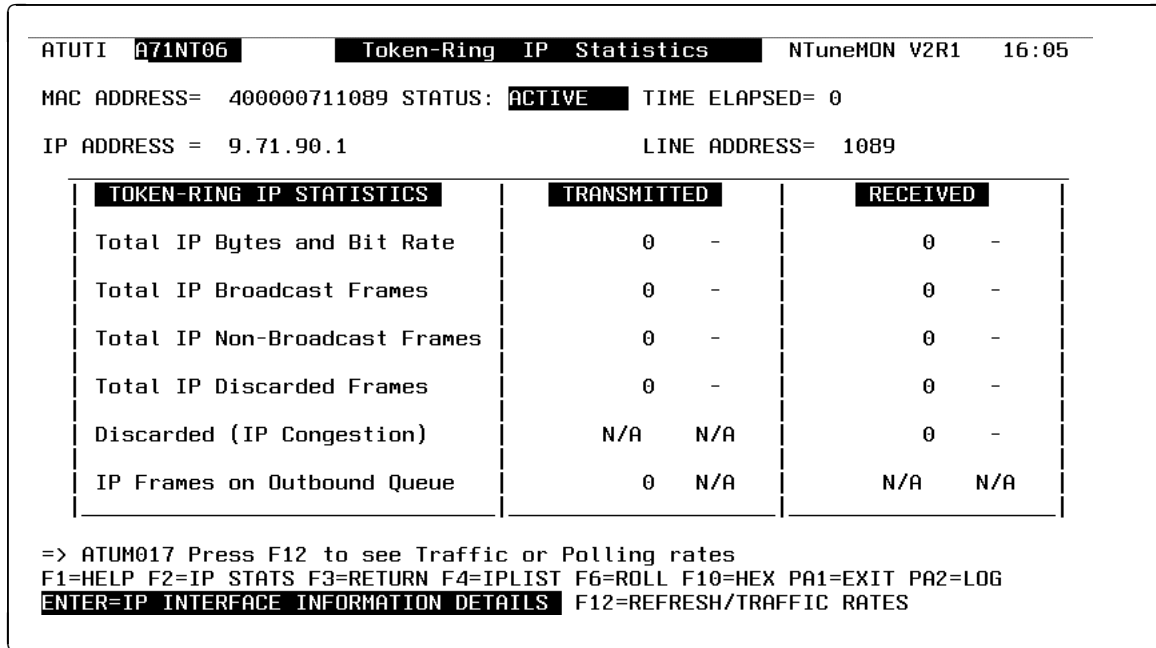 ATUTI A71NT06 Token-Ring IP Statistics NTuneMON V2R1 16:05
MAC ADDRESS= 400000711089 STATUS: ACTIVE TIME ELAPSED= 0
IP ADDRESS = 9.71.90.1 LINE ADDRESS= 1089
TOKEN-RING IP STATISTICS TRANSMITTED RECEIVED
Total IP Bytes and Bit Rate 0 - 0 -
Total IP Broadcast Frames 0 - 0 -
Total IP Non-Broadcast Frames 0 - 0 -
Total IP Discarded Frames 0 - 0 -
Discarded (IP Congestion) N/A N/A 0 -
IP Frames on Outbound Queue 0 N/A N/A N/A
=> ATUM017 Press F12 to see Traffic or Polling rates
F1=HELP F2=IP STATS F3=RETURN F4=IPLIST F6=ROLL F10=HEX PA1=EXIT PA2=LOG
ENTER=IP INTERFACE INFORMATION DETAILS F12=REFRESH/TRAFFIC RATES